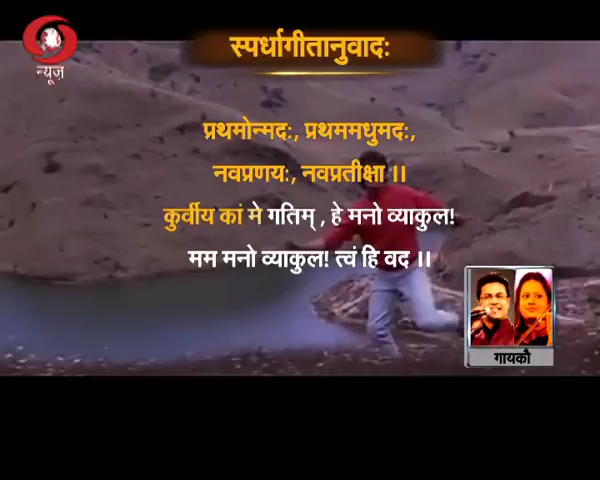 स्पर्धागीतानुवादः
न्यूज़
प्रथमोन्मदः, प्रथममधुमदः,
नवप्रणयः, नवप्रतीक्षा ।।
कुर्वीय कां मे गतिम् , हे मनो व्याकुल!
मम मनो व्याकुल! त्वं हि वद ।।
गायकौ